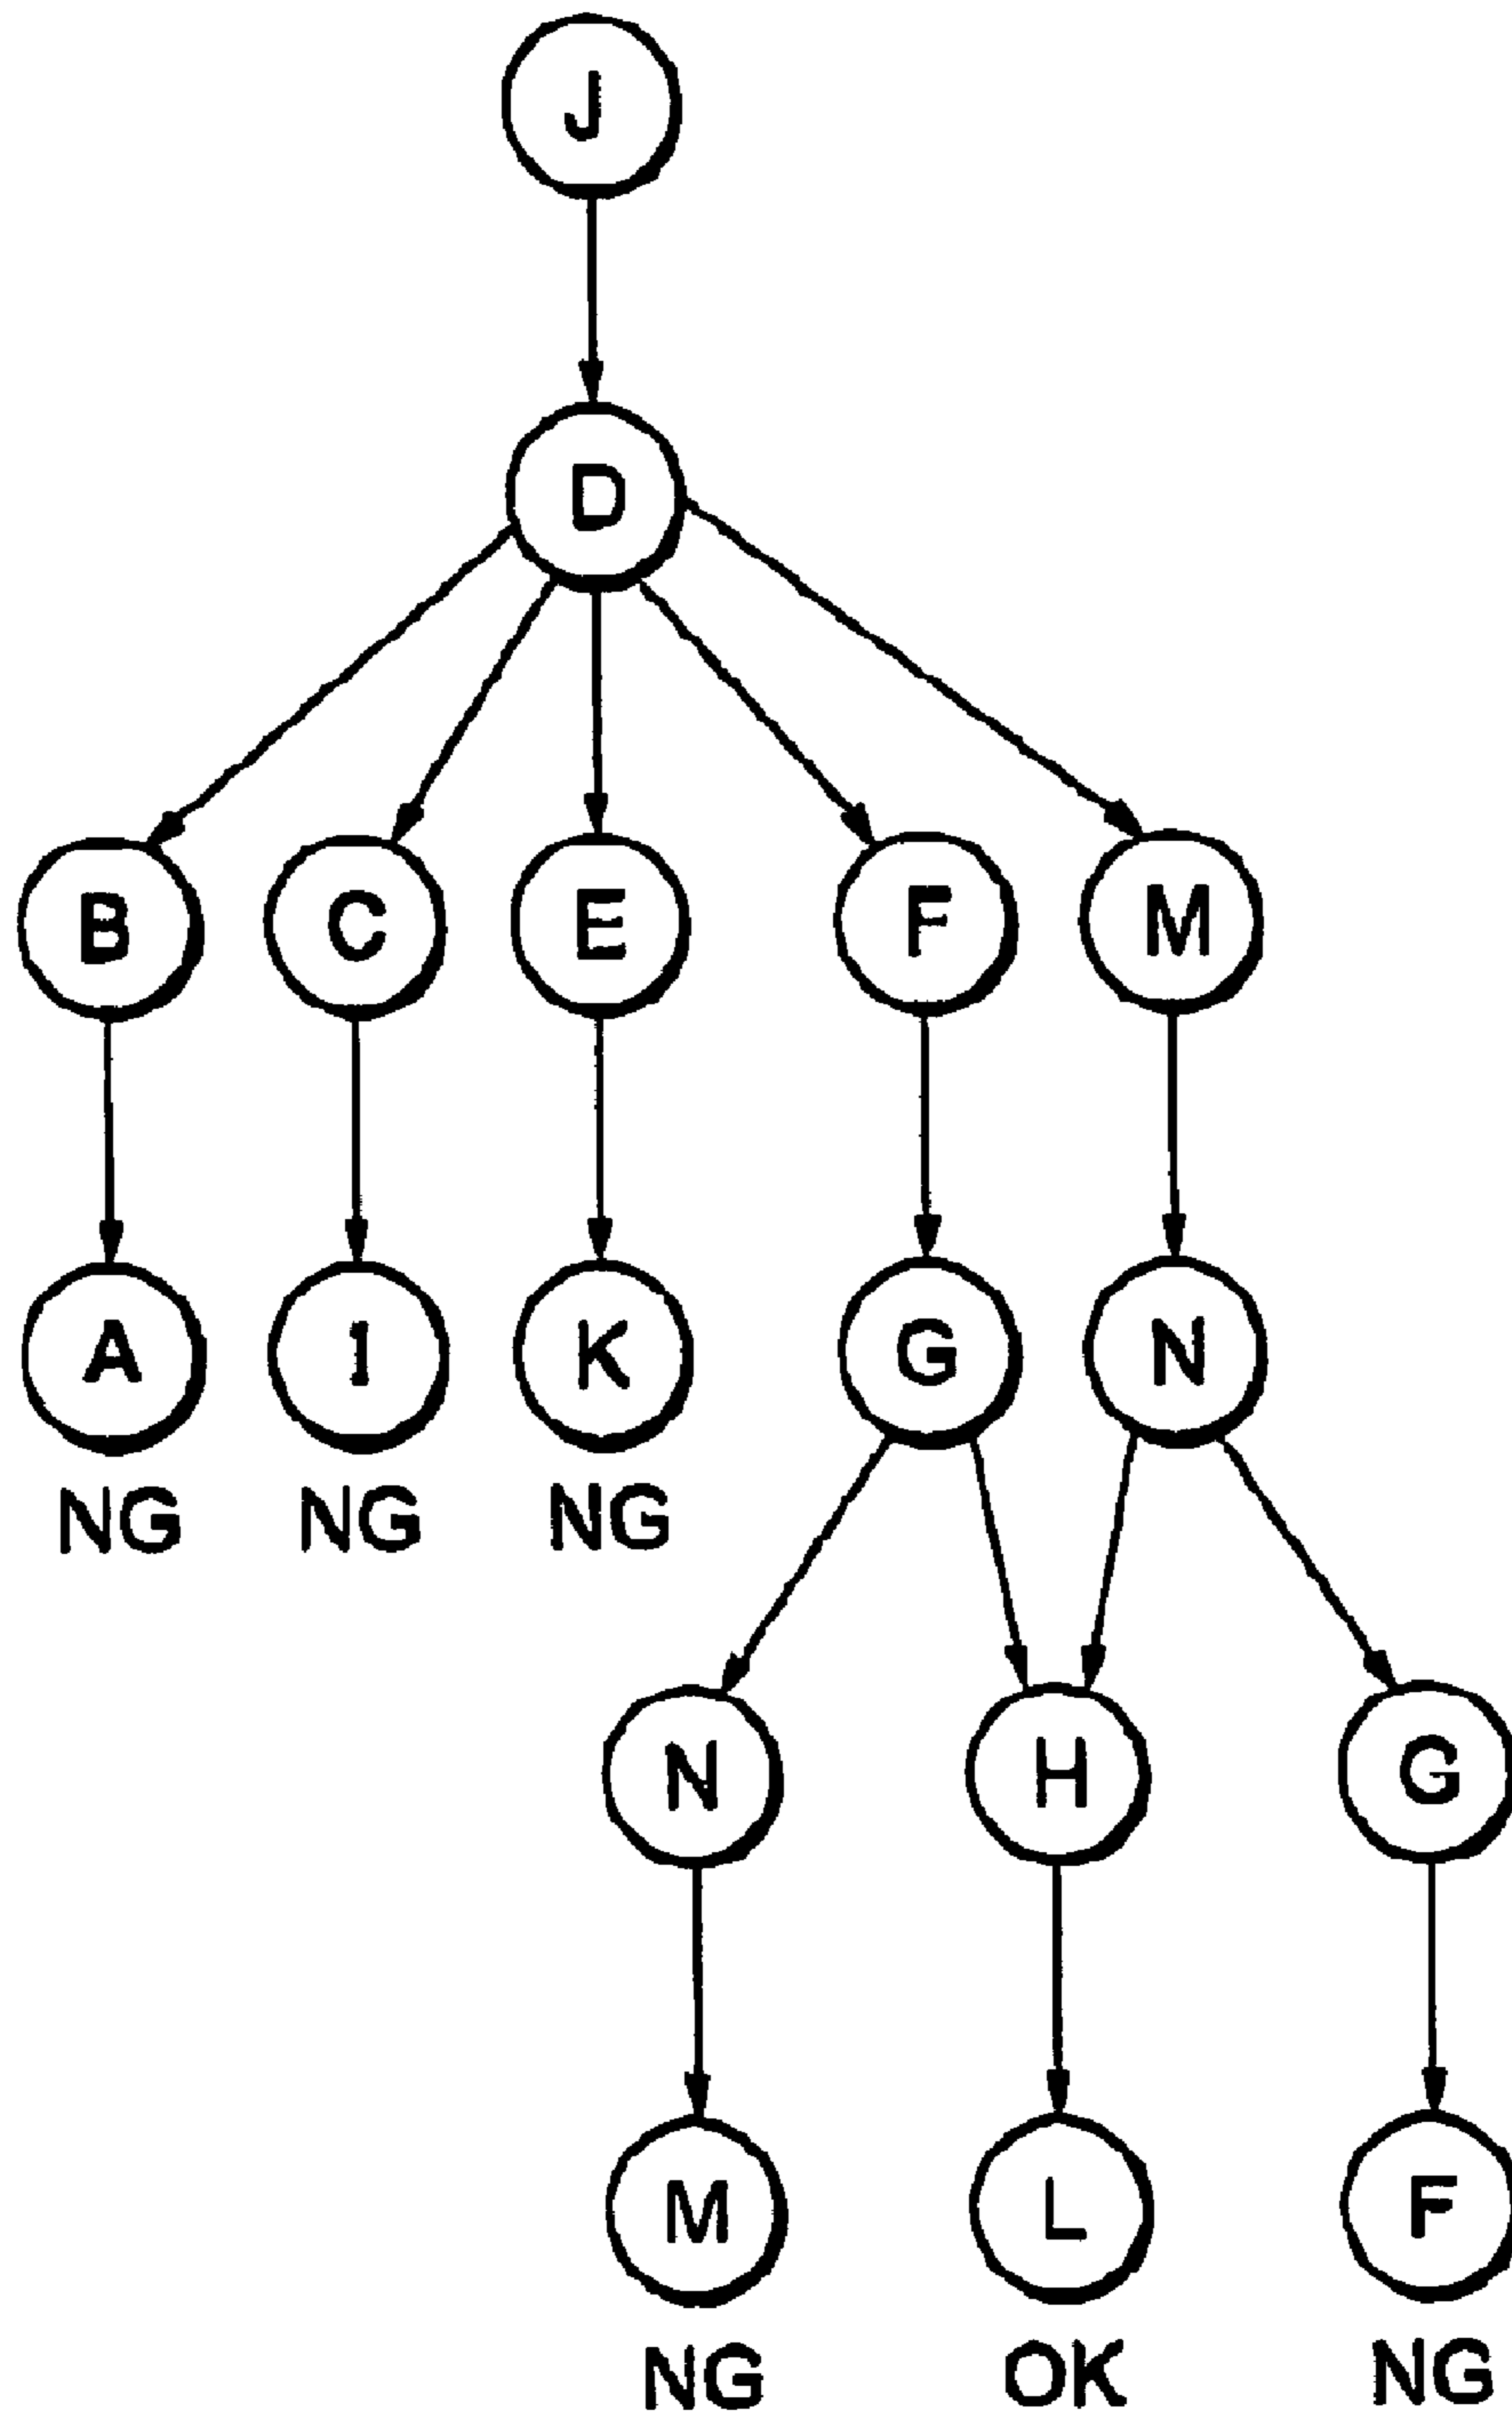 J
D
B C E F M
A I K G N
NG NG NG
N H G
M L F
NG OK NG